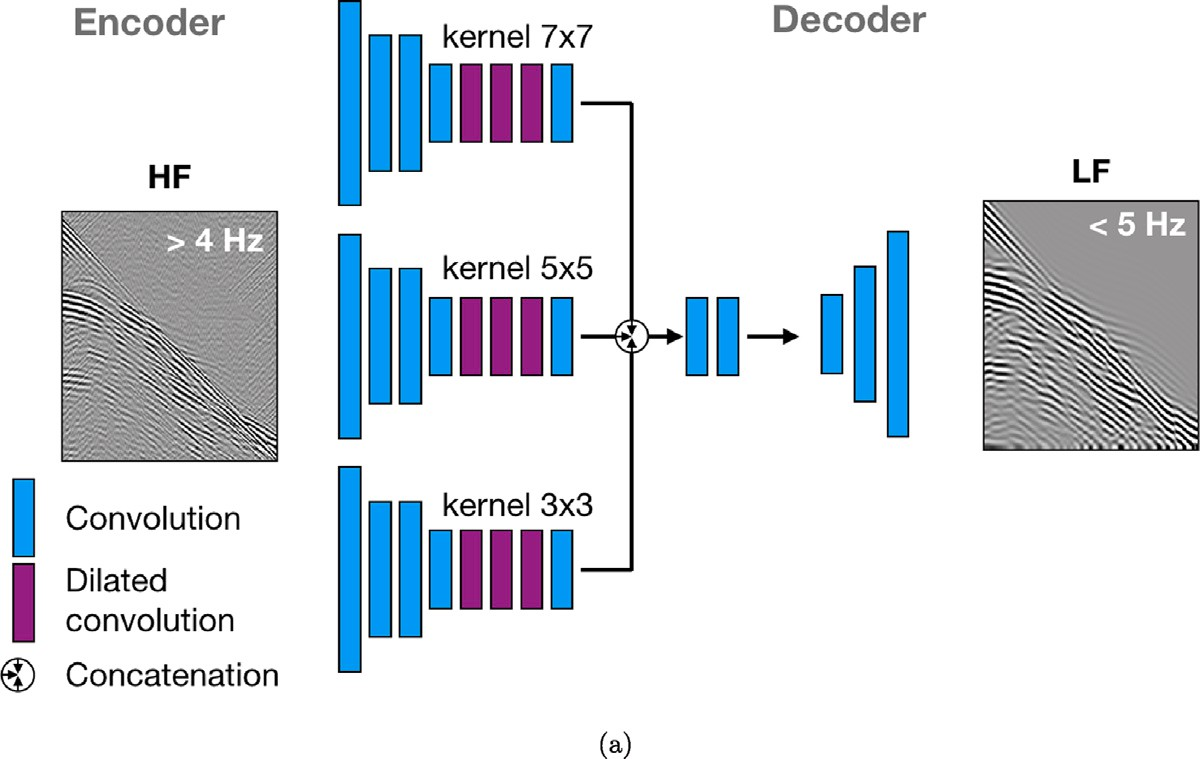 Encoder
Decoder
kernel 7x7
HF
LF
> 4 Hz
< 5 Hz
kernel 5x5
kernel 3x3
Convolution
Dilated
convolution
Concatenation
(a)